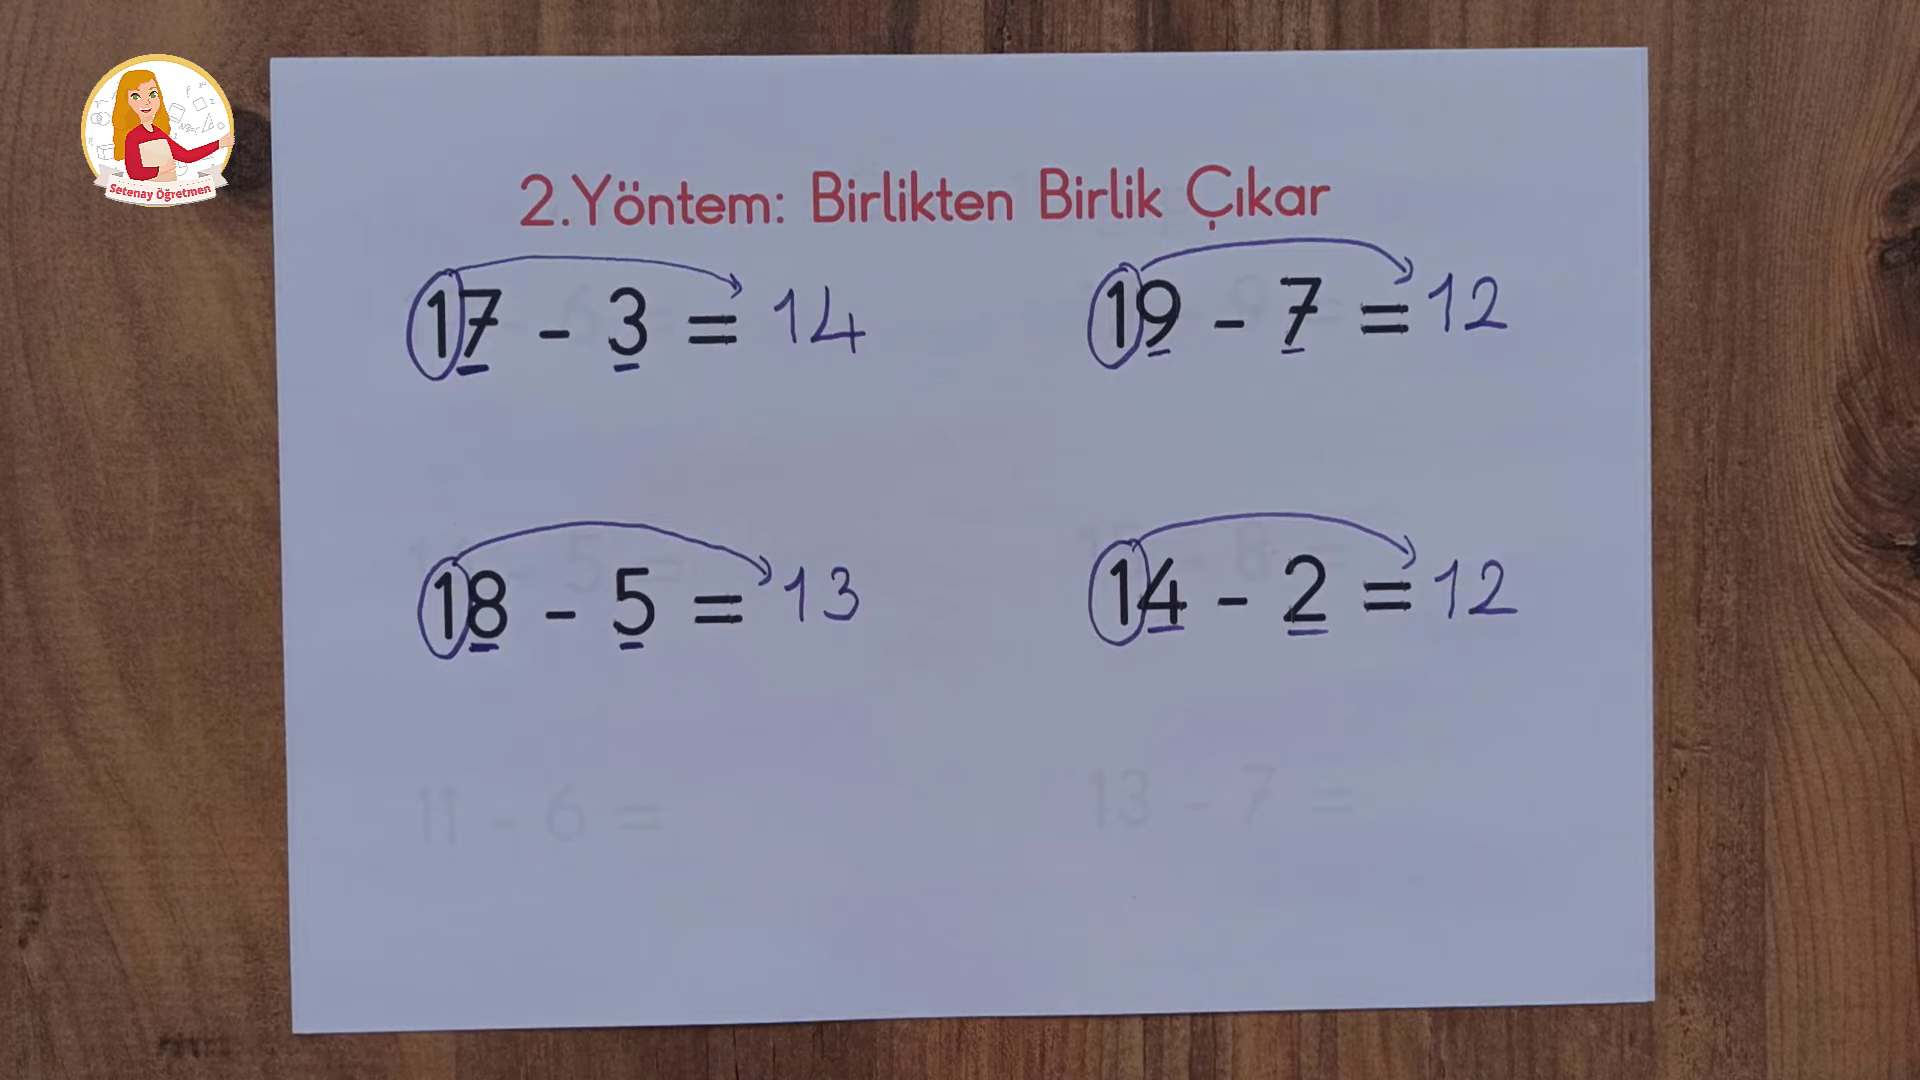 Setenay Öğretmen
2.Yöntem: Birlikten Birlik Çıkar
17 - 3 = 14
19 - 7 = 12
18 - 5 = 13
14 - 2 = 12
11 - 6 =
13 - 7 =